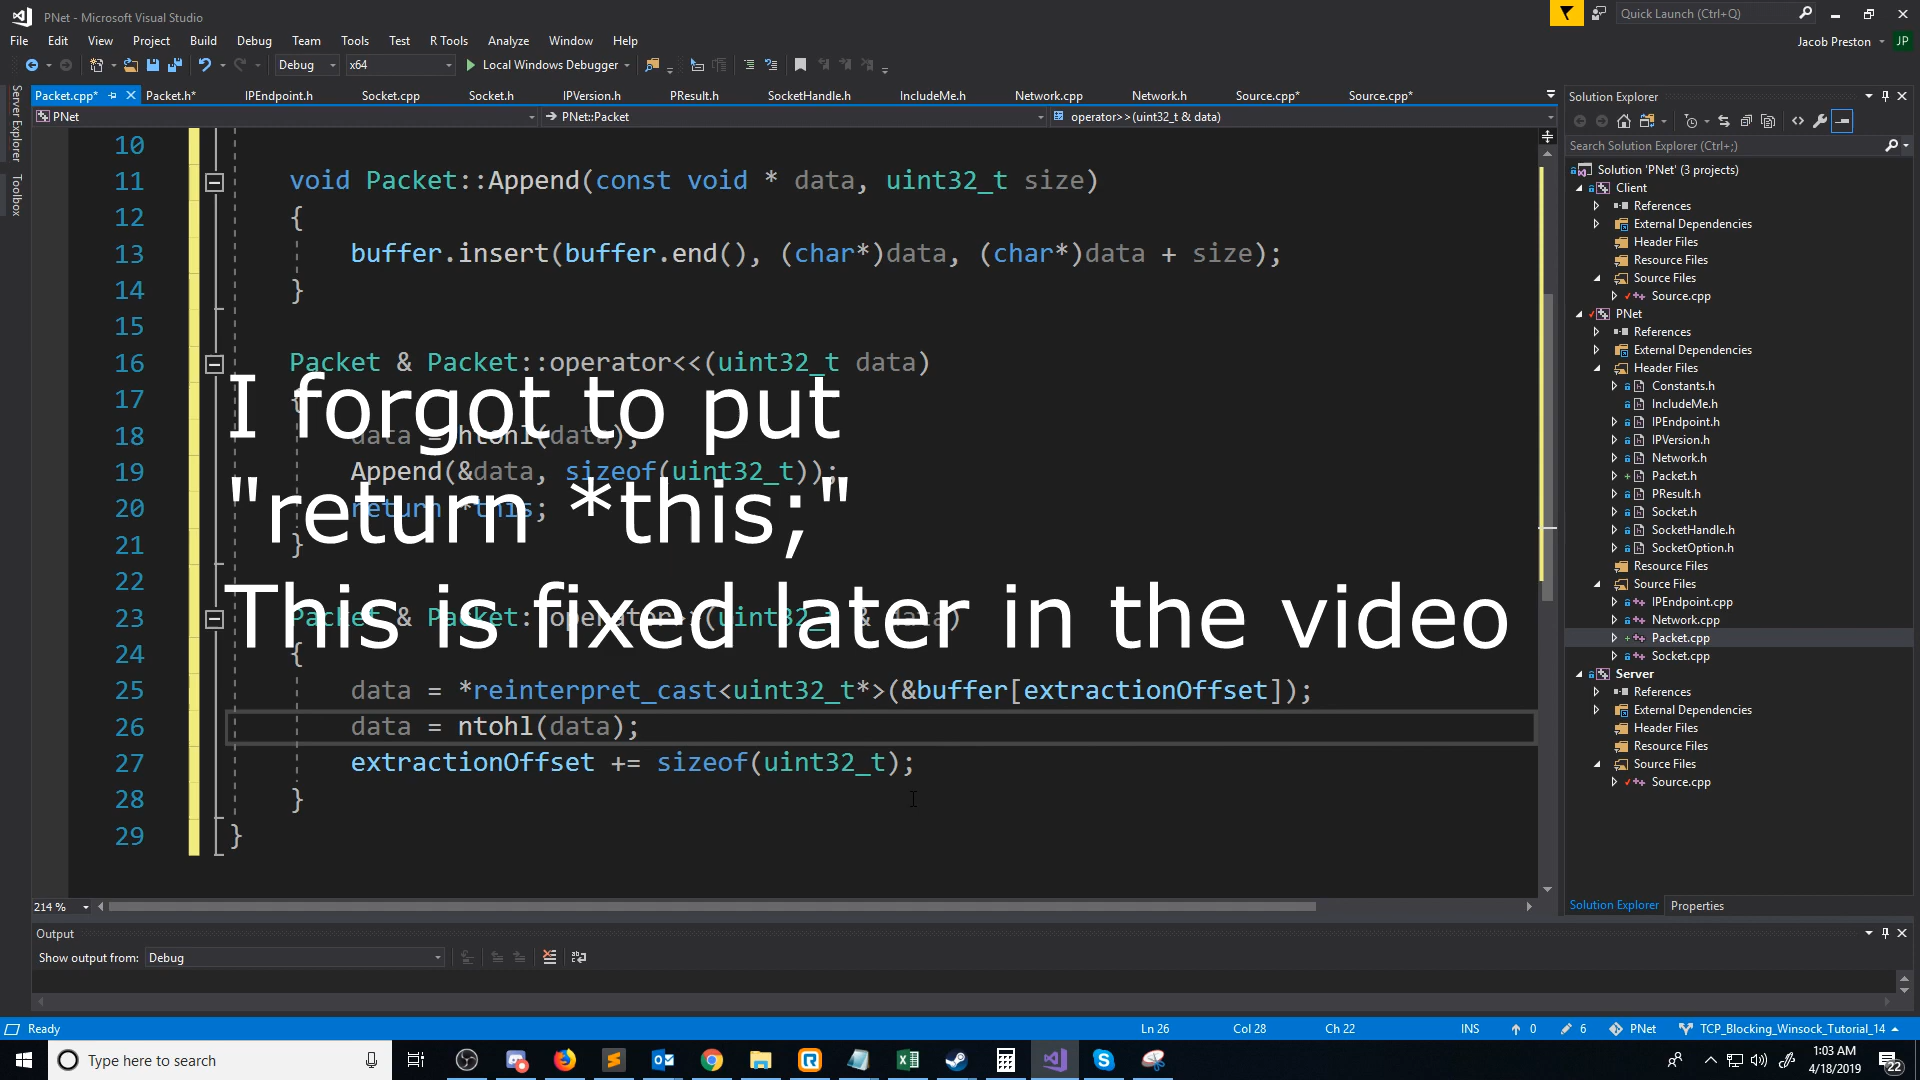 PNet - Microsoft Visual Studio
Quick Launch (Ctrl+Q)
File Edit View Project Build Debug Team Tools Test R Tools Analyze Window Help
Jacob Preston JP
Debug x64 Local Windows Debugger
Server Explorer
Toolbox
Packet.cpp* Packet.h* IPEndpoint.h Socket.cpp Socket.h IPVersion.h PResult.h SocketHandle.h IncludeMe.h Network.cpp Network.h Source.cpp* Source.cpp*
PNet PNet::Packet operator>>(uint32_t & data)
10
11 void Packet::Append(const void * data, uint32_t size)
12 {
13 buffer.insert(buffer.end(), (char*)data, (char*)data + size);
14 }
15
16 Packet & Packet::operator<<(uint32_t data)
17 {
18 data = htonl(data);
19 Append(&data, sizeof(uint32_t));
20 return *this;
21 }
22
23 Packet & Packet::operator>>(uint32_t & data)
24 {
25 data = *reinterpret_cast<uint32_t*>(&buffer[extractionOffset]);
26 data = ntohl(data);
27 extractionOffset += sizeof(uint32_t);
28 }
29 }
I forgot to put
"return *this;"
This is fixed later in the video
214 %
Solution Explorer
Search Solution Explorer (Ctrl+;)
Solution 'PNet' (3 projects)
Client
References
External Dependencies
Header Files
Resource Files
Source Files
Source.cpp
PNet
References
External Dependencies
Header Files
Constants.h
IncludeMe.h
IPEndpoint.h
IPVersion.h
Network.h
Packet.h
PResult.h
Socket.h
SocketHandle.h
SocketOption.h
Resource Files
Source Files
IPEndpoint.cpp
Network.cpp
Packet.cpp
Socket.cpp
Server
References
External Dependencies
Header Files
Resource Files
Source Files
Source.cpp
Solution Explorer Properties
Output
Show output from: Debug
Ready Ln 26 Col 28 Ch 22 INS 0 6 PNet TCP_Blocking_Winsock_Tutorial_14
Type here to search
1:03 AM
4/18/2019
22